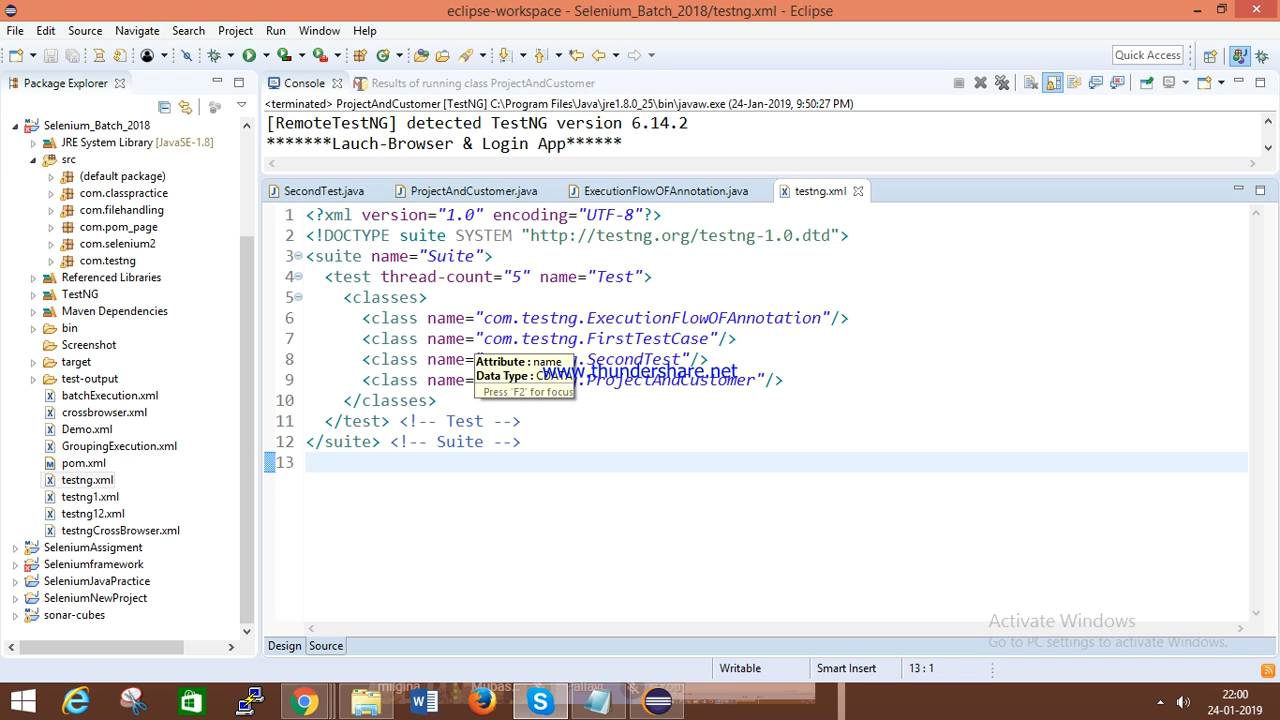 eclipse-workspace - Selenium_Batch_2018/testng.xml - Eclipse
File Edit Source Navigate Search Project Run Window Help
Quick Access
Package Explorer
Console Results of running class ProjectAndCustomer
<terminated> ProjectAndCustomer [TestNG] C:\Program Files\Java\jre1.8.0_25\bin\javaw.exe (24-Jan-2019, 9:50:27 PM)
[RemoteTestNG] detected TestNG version 6.14.2
*******Lauch-Browser & Login App******
Selenium_Batch_2018
JRE System Library [JavaSE-1.8]
src
(default package)
com.classpractice
com.filehandling
com.pom_page
com.selenium2
com.testng
Referenced Libraries
TestNG
Maven Dependencies
bin
Screenshot
target
test-output
batchExecution.xml
crossbrowser.xml
Demo.xml
GroupingExecution.xml
pom.xml
testng.xml
testng1.xml
testng12.xml
testngCrossBrowser.xml
SeleniumAssigment
Seleniumframework
SeleniumJavaPractice
SeleniumNewProject
sonar-cubes
SecondTest.java ProjectAndCustomer.java ExecutionFlowOFAnnotation.java testng.xml
1 <?xml version="1.0" encoding="UTF-8"?>
2 <!DOCTYPE suite SYSTEM "http://testng.org/testng-1.0.dtd">
3 <suite name="Suite">
4 <test thread-count="5" name="Test">
5 <classes>
6 <class name="com.testng.ExecutionFlowOFAnnotation"/>
7 <class name="com.testng.FirstTestCase"/>
8 <class name= .SecondTest"/>
9 <class name= .ProjectAndCustomer"/>
10 </classes>
11 </test> <!-- Test -->
12 </suite> <!-- Suite -->
13
Attribute : name
Data Type : CDATA
Press 'F2' for focus
www.thundershare.net
Activate Windows
Go to PC settings to activate Windows.
Design Source
Writable Smart Insert 13 : 1
22:00
24-01-2019